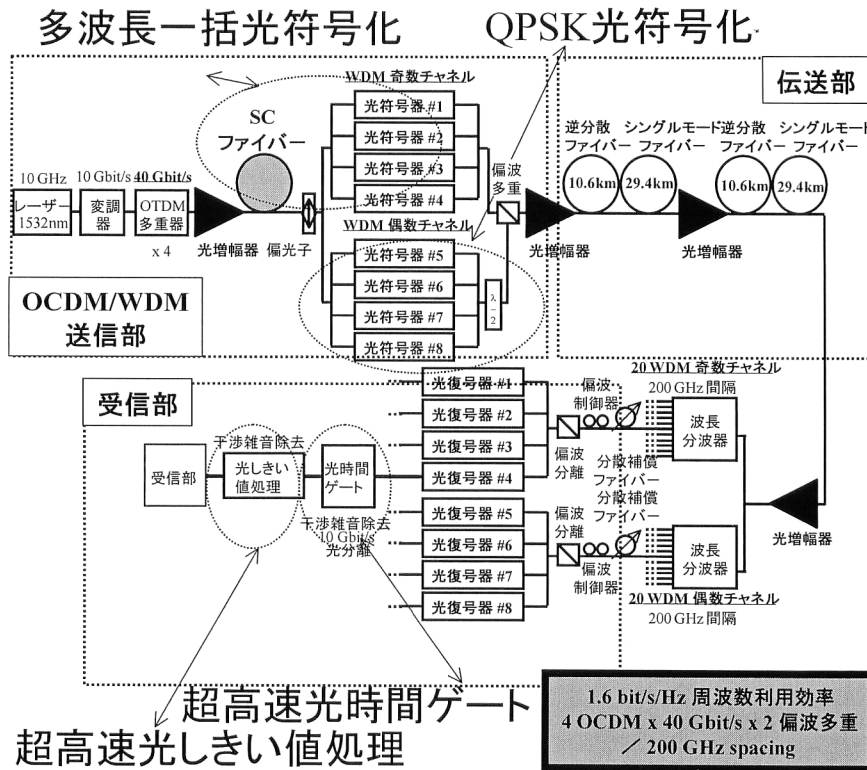 多波長一括光符号化
QPSK光符号化
伝送部
WDM 奇数チャネル
光符号器 #1
光符号器 #2
光符号器 #3
光符号器 #4
SC
ファイバー
10 GHz
10 Gbit/s
40 Gbit/s
レーザー
1532nm
変調
器
OTDM
多重器
x 4
光増幅器
偏光子
WDM 偶数チャネル
光符号器 #5
光符号器 #6
光符号器 #7
光符号器 #8
λ-2
偏波
多重
光増幅器
逆分散
ファイバー
シングルモード
ファイバー
逆分散
ファイバー
シングルモード
ファイバー
10.6km
29.4km
10.6km
29.4km
光増幅器
OCDM/WDM
送信部
受信部
光復号器 #1
光復号器 #2
光復号器 #3
光復号器 #4
光復号器 #5
光復号器 #6
光復号器 #7
光復号器 #8
受信部
干渉雑音除去
光しきい
値処理
光時間
ゲート
干渉雑音除去
10 Gbit/s
光分離
偏波
分離
偏波
制御器
分散補償
ファイバー
20 WDM 奇数チャネル
200 GHz 間隔
波長
分波器
偏波
分離
偏波
制御器
分散補償
ファイバー
波長
分波器
20 WDM 偶数チャネル
200 GHz 間隔
光増幅器
超高速光時間ゲート
超高速光しきい値処理
1.6 bit/s/Hz 周波数利用効率
4 OCDM x 40 Gbit/s x 2 偏波多重
／ 200 GHz spacing